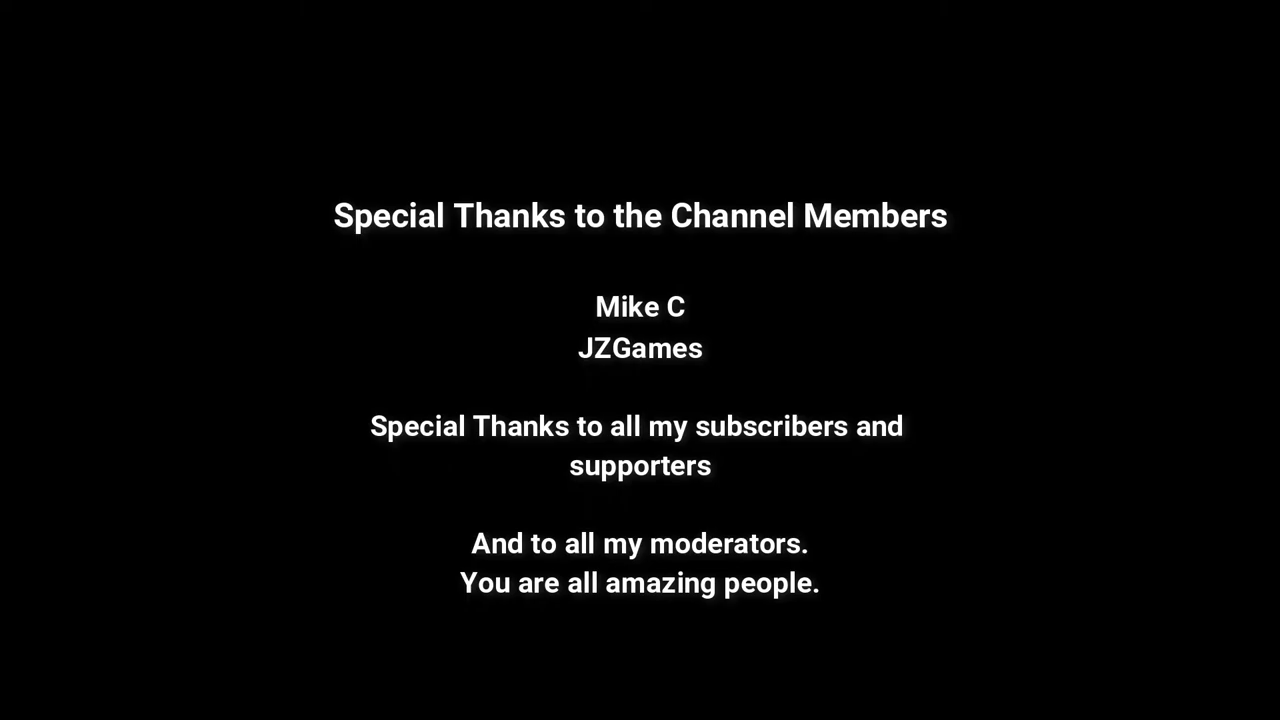 Special Thanks to the Channel Members
Mike C
JZGames
Special Thanks to all my subscribers and
supporters
And to all my moderators.
You are all amazing people.